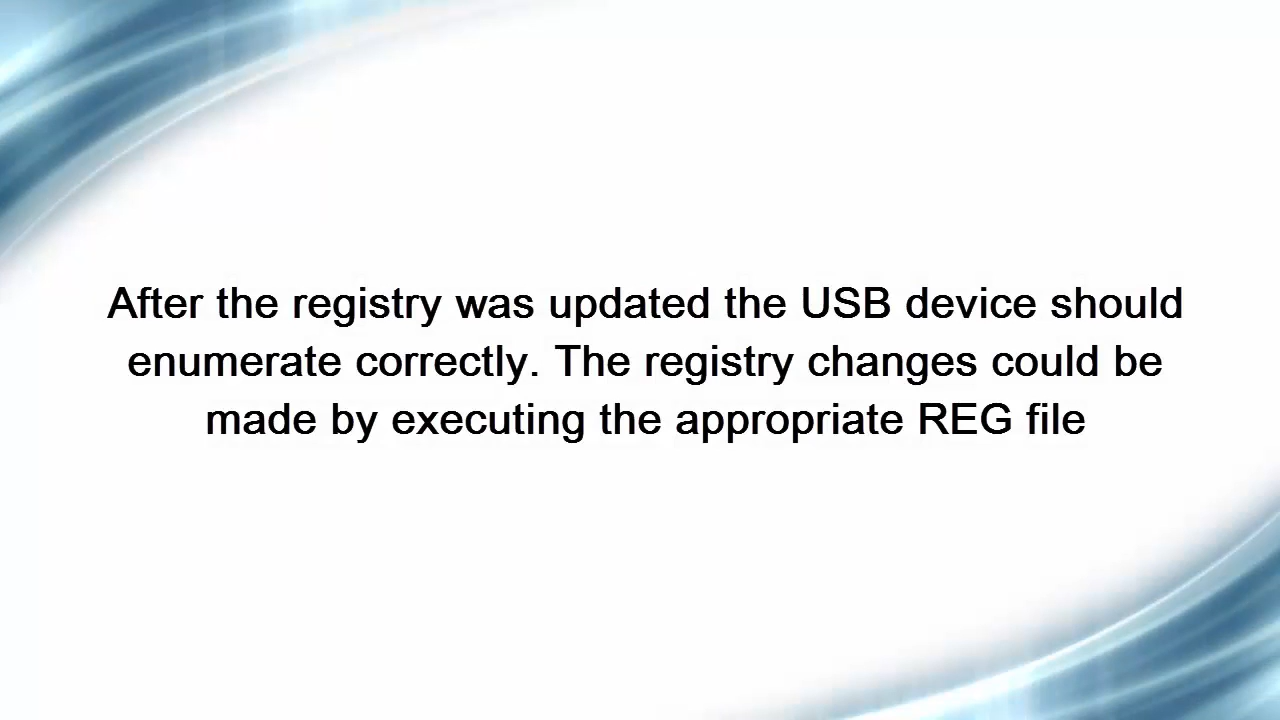 After the registry was updated the USB device should
enumerate correctly. The registry changes could be
made by executing the appropriate REG file